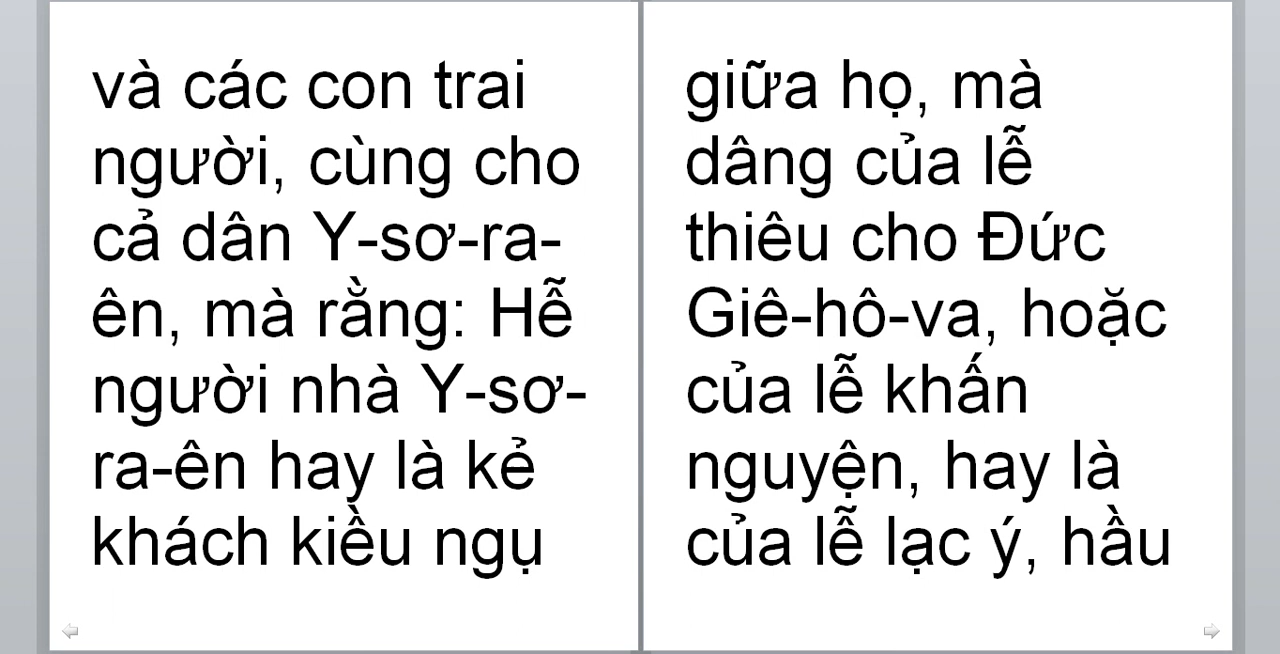 và các con trai
người, cùng cho
cả dân Y-sơ-ra-
ên, mà rằng: Hễ
người nhà Y-sơ-
ra-ên hay là kẻ
khách kiều ngụ
giữa họ, mà
dâng của lễ
thiêu cho Đức
Giê-hô-va, hoặc
của lễ khấn
nguyện, hay là
của lễ lạc ý, hầu